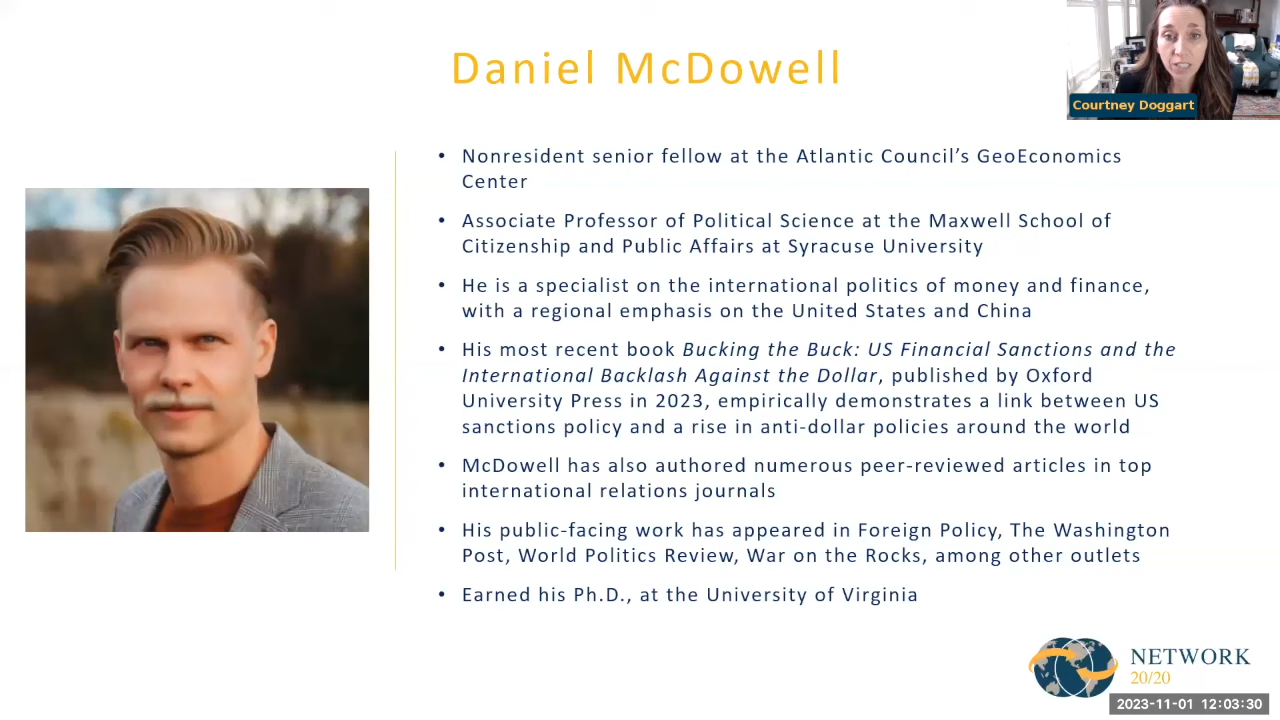 Daniel McDowell
Courtney Doggart
• Nonresident senior fellow at the Atlantic Council’s GeoEconomics
Center
• Associate Professor of Political Science at the Maxwell School of
Citizenship and Public Affairs at Syracuse University
• He is a specialist on the international politics of money and finance,
with a regional emphasis on the United States and China
• His most recent book Bucking the Buck: US Financial Sanctions and the
International Backlash Against the Dollar, published by Oxford
University Press in 2023, empirically demonstrates a link between US
sanctions policy and a rise in anti-dollar policies around the world
• McDowell has also authored numerous peer-reviewed articles in top
international relations journals
• His public-facing work has appeared in Foreign Policy, The Washington
Post, World Politics Review, War on the Rocks, among other outlets
• Earned his Ph.D., at the University of Virginia
NETWORK
20/20
2023-11-01 12:03:30